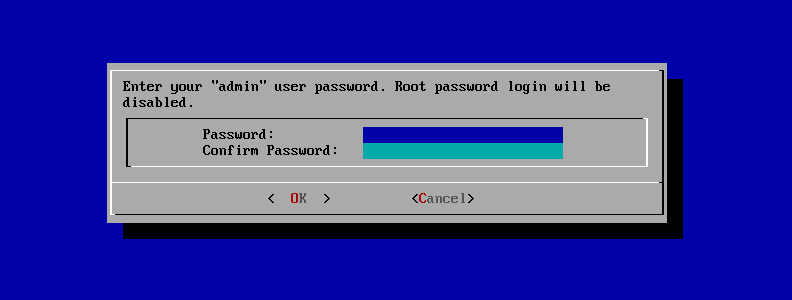 Enter your "admin" user password. Root password login will be
disabled.
Password:
Confirm Password:
<  OK  > <Cancel>